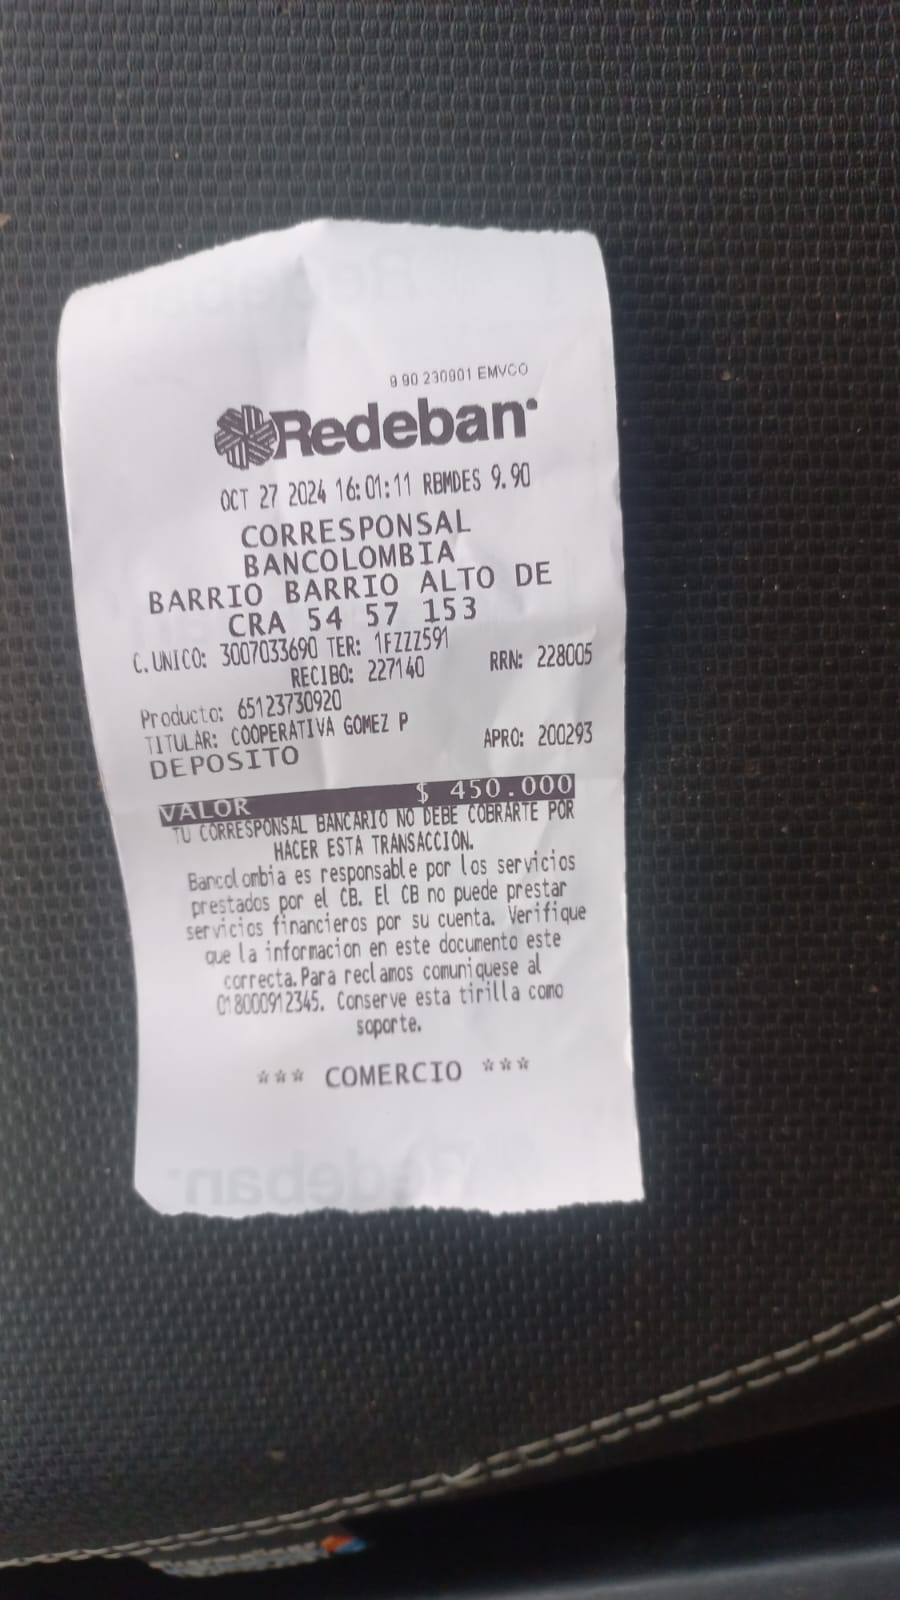 9 90 230901 EMVCO
Redeban
OCT 27 2024 16:01:11 RBMDES 9.90
CORRESPONSAL
BANCOLOMBIA
BARRIO BARRIO ALTO DE
CRA 54 57 153
C.UNICO: 3007033690 TER: 1FZZZ591
RECIBO: 227140 RRN: 228005
Producto: 65123730920
TITULAR: COOPERATIVA GOMEZ P
DEPOSITO APRO: 200293
VALOR $ 450.000
TU CORRESPONSAL BANCARIO NO DEBE COBRARTE POR
HACER ESTA TRANSACCION.
Bancolombia es responsable por los servicios
prestados por el CB. El CB no puede prestar
servicios financieros por su cuenta. Verifique
que la informacion en este documento este
correcta.Para reclamos comuniquese al
018000912345. Conserve esta tirilla como
soporte.
*** COMERCIO ***